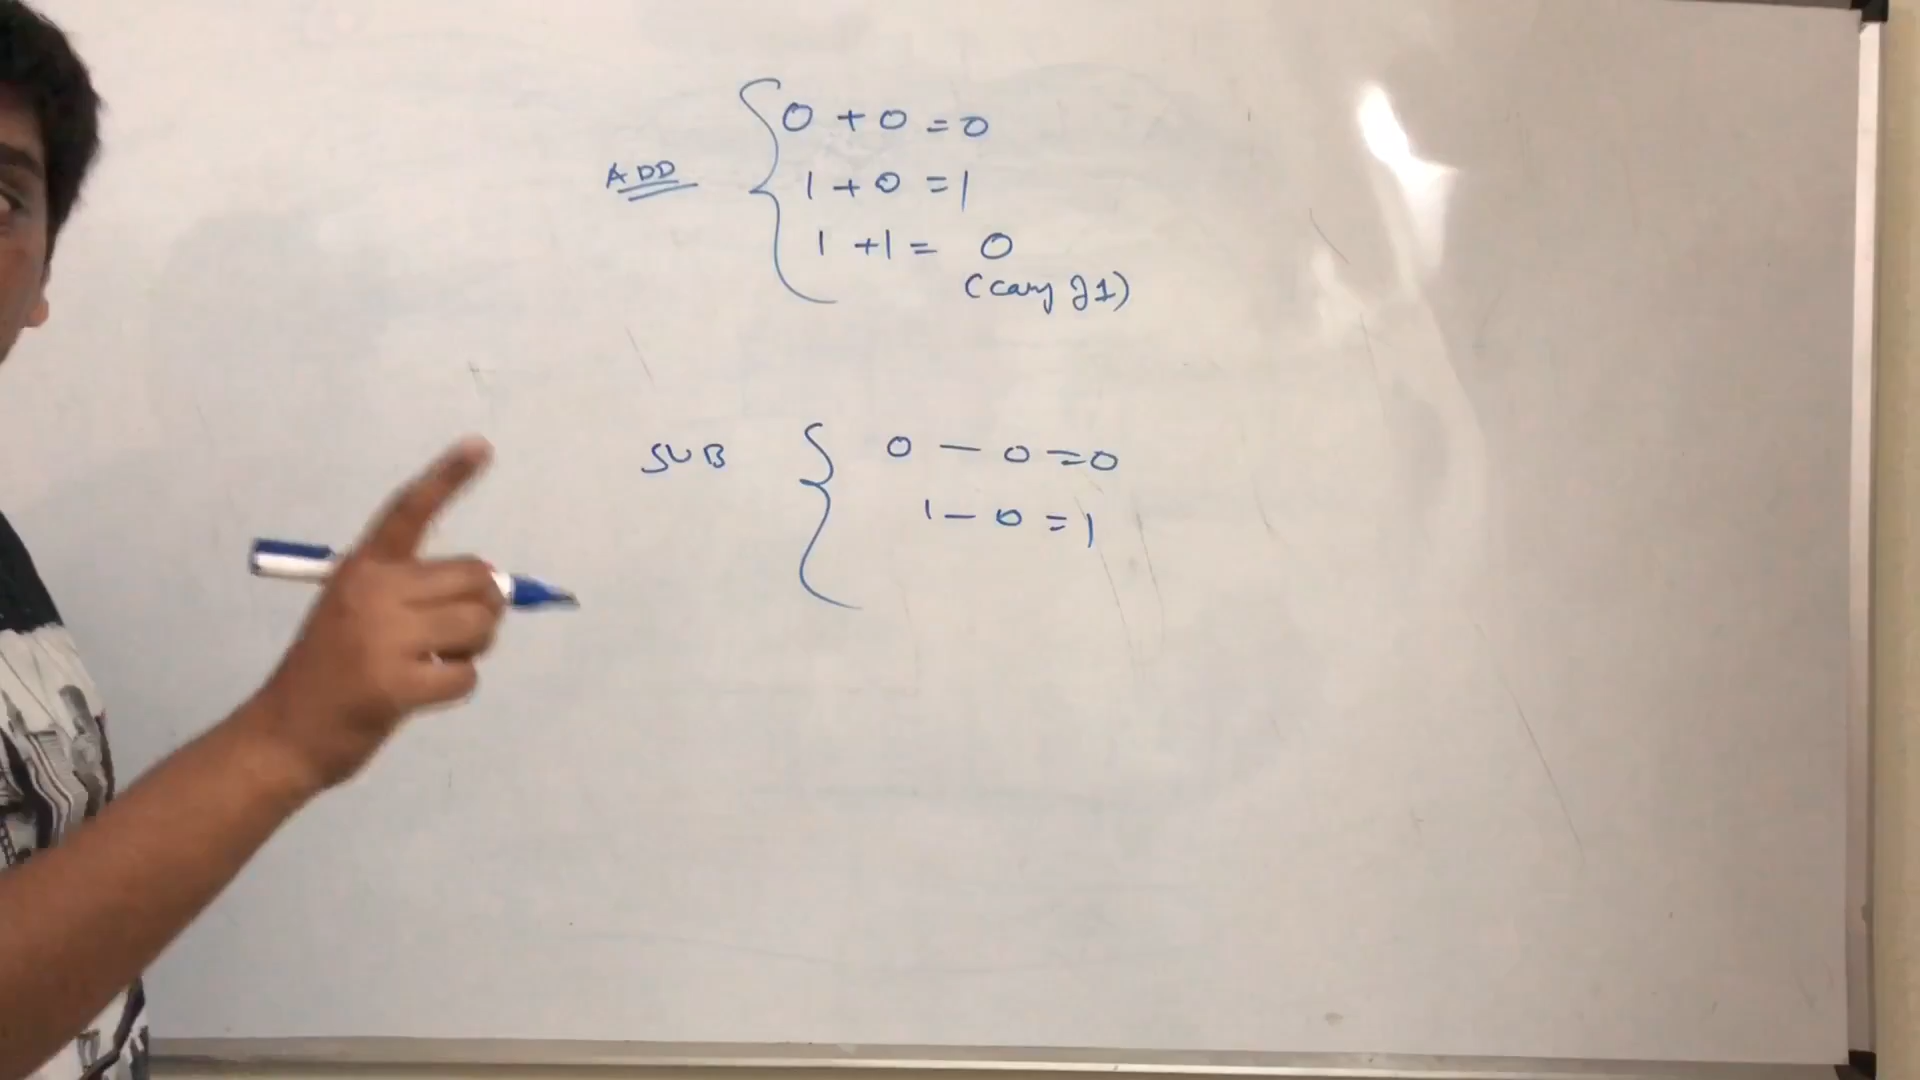 ADD
0 + 0 = 0
1 + 0 = 1
1 + 1 = 0
(carry of 1)
SUB
0 - 0 = 0
1 - 0 = 1